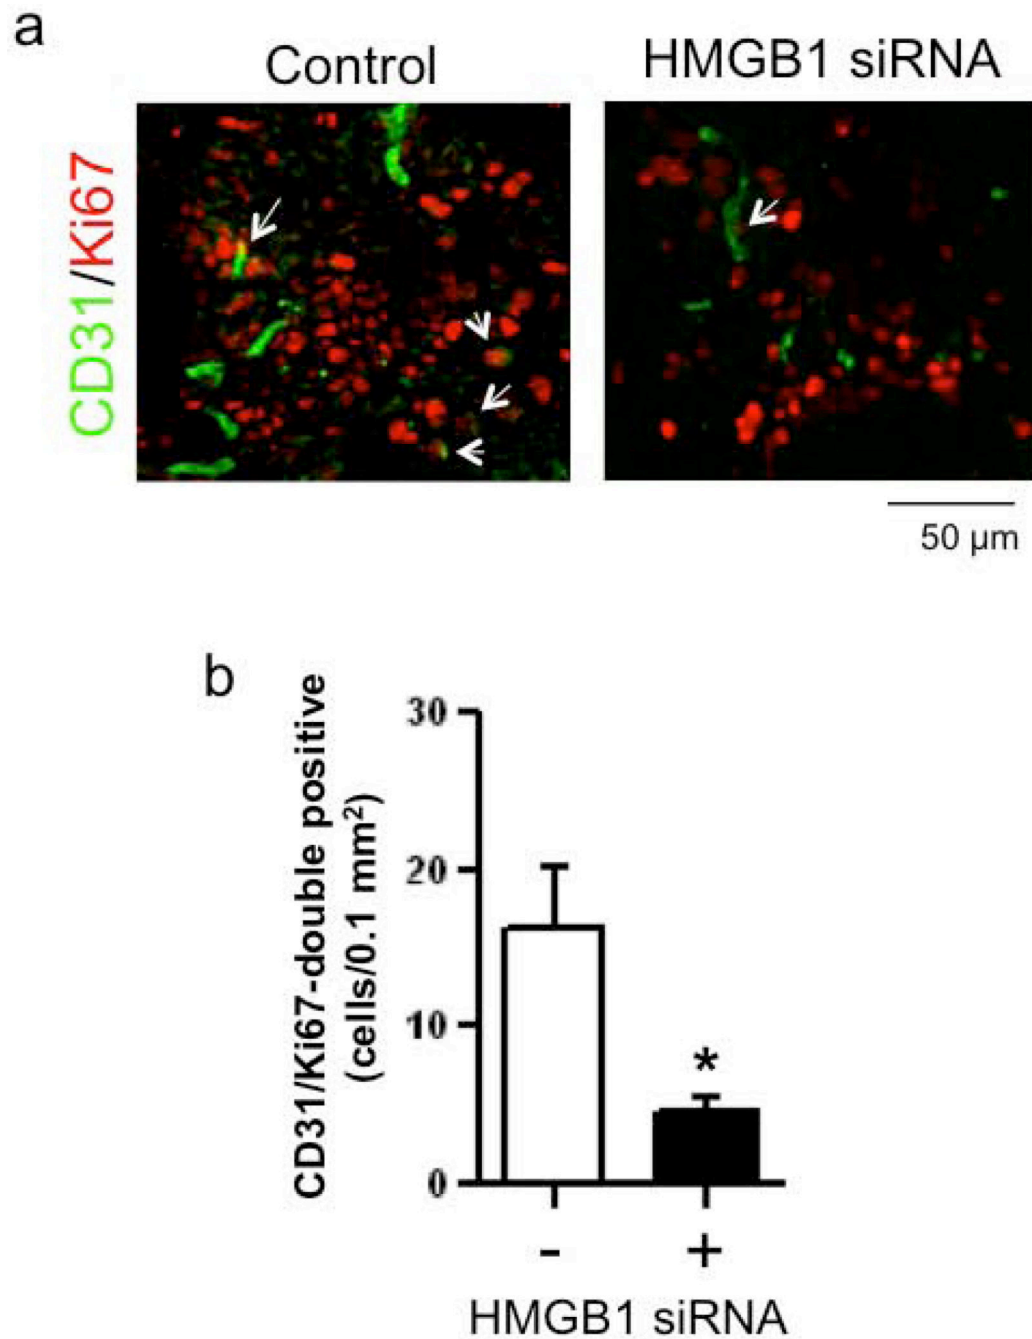 a
Control
HMGB1 siRNA
CD31/Ki67
50 µm
b
CD31/Ki67-double positive
(cells/0.1 mm²)
30
20
10
0
*
- +
HMGB1 siRNA